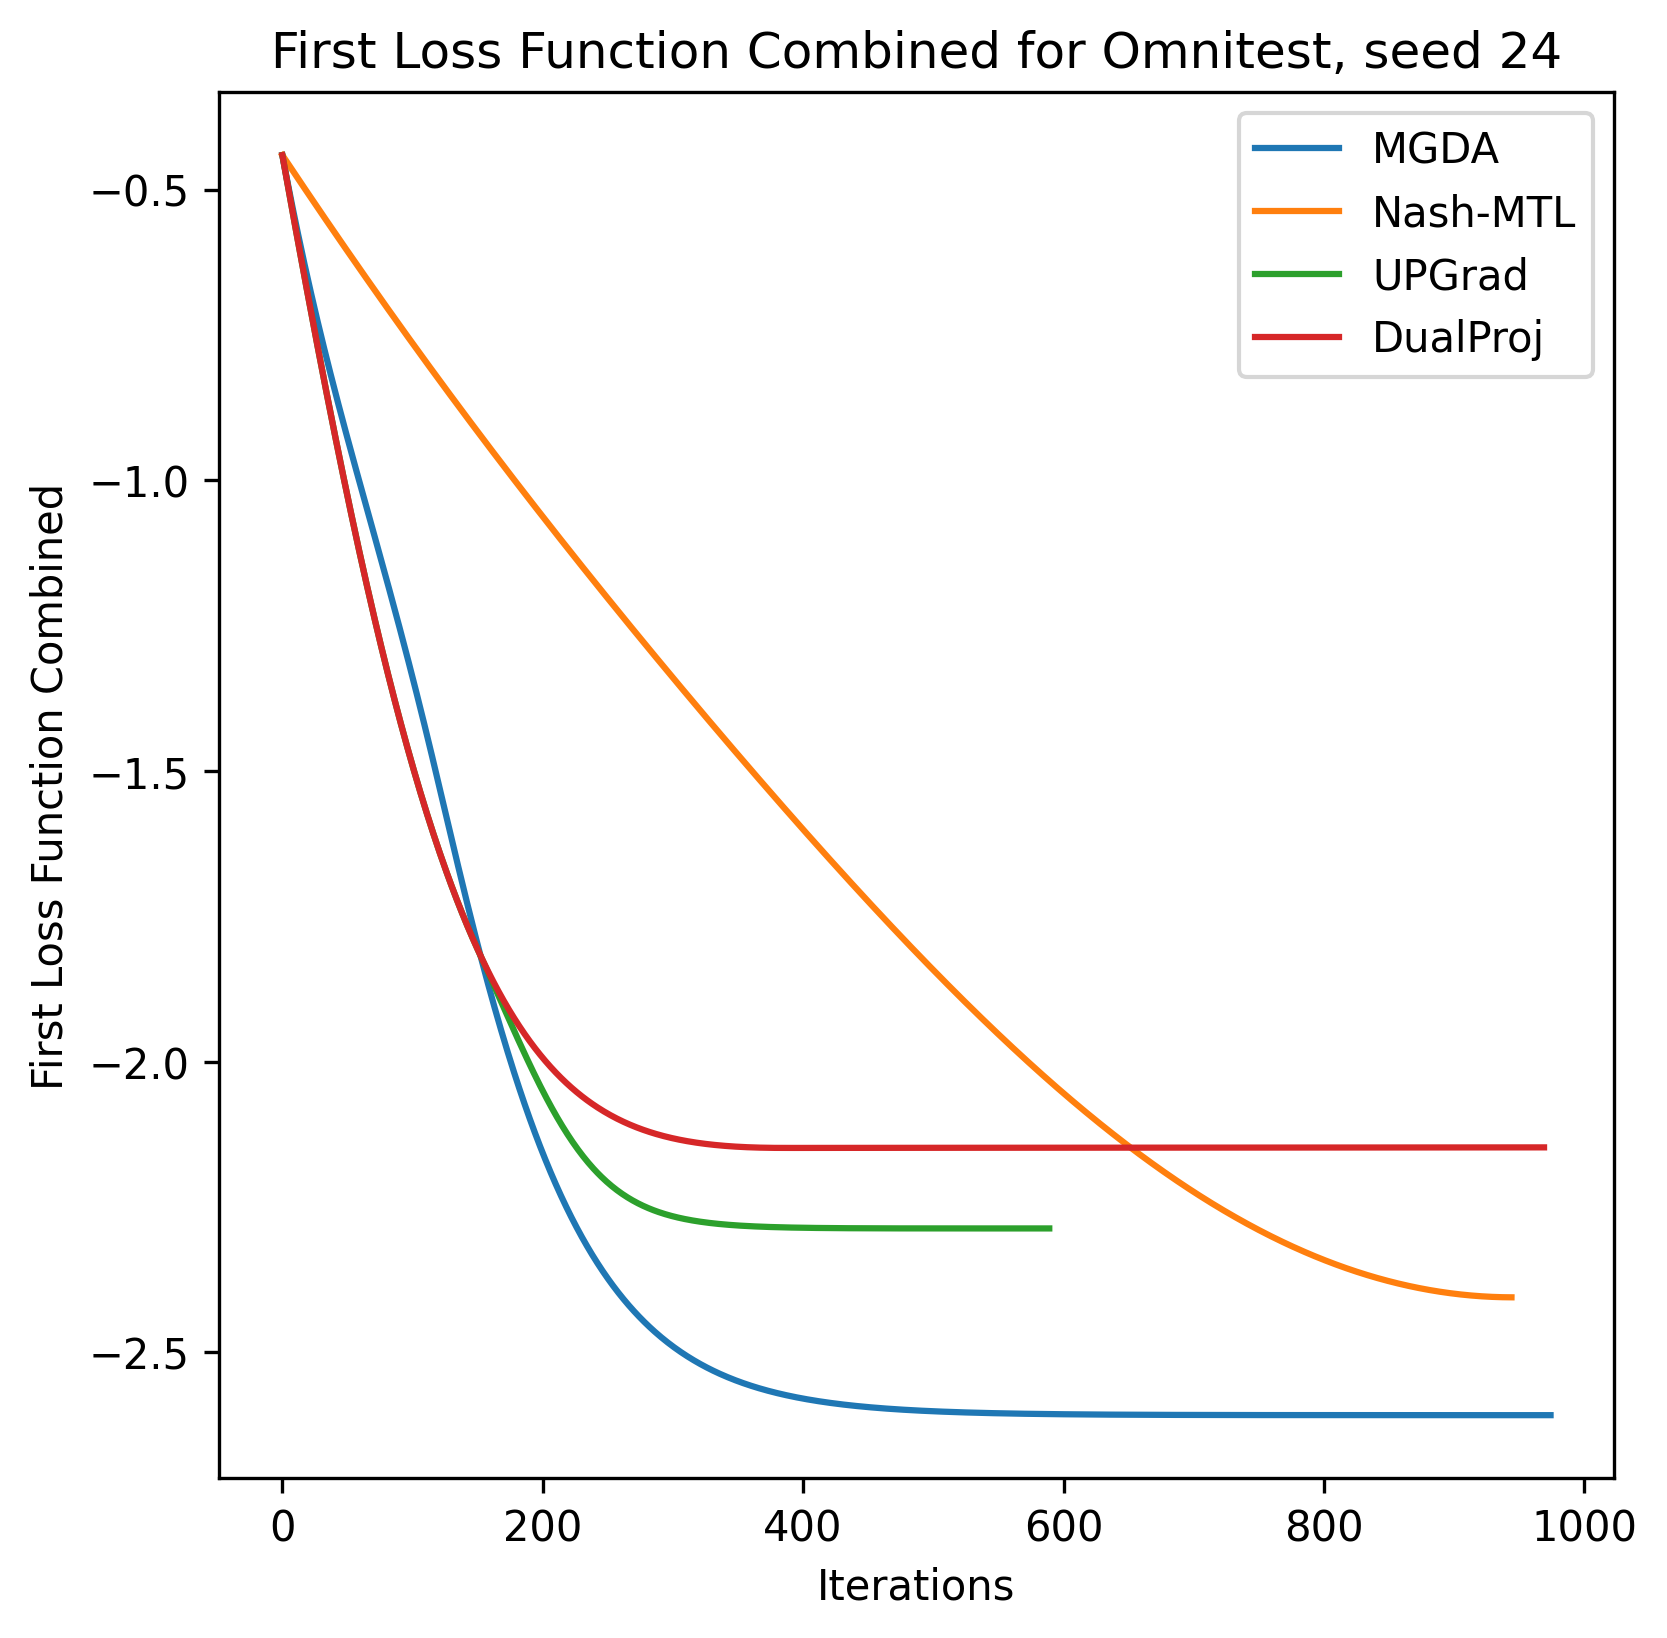 First Loss Function Combined for Omnitest, seed 24
MGDA
Nash-MTL
UPGrad
DualProj
First Loss Function Combined
−0.5
−1.0
−1.5
−2.0
−2.5
0
200
400
600
800
1000
Iterations